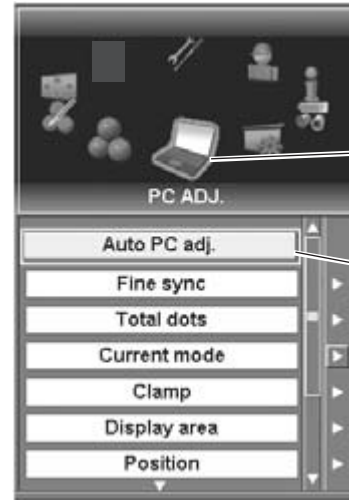 PC ADJ.
Auto PC adj.
Fine sync
Total dots
Current mode
Clamp
Display area
Position